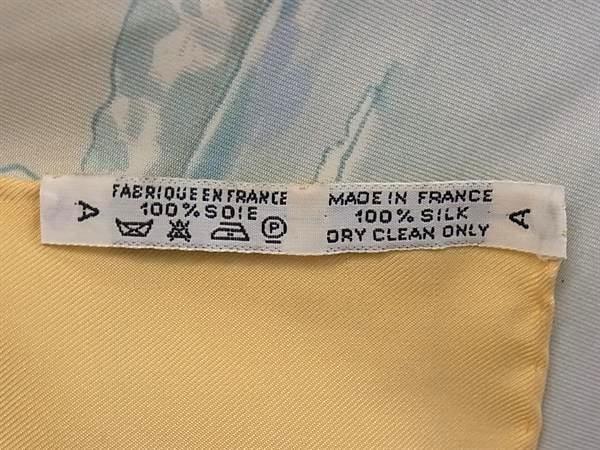 A
FABRIQUE EN FRANCE
100% SOIE
P
MADE IN FRANCE
100% SILK
DRY CLEAN ONLY
A